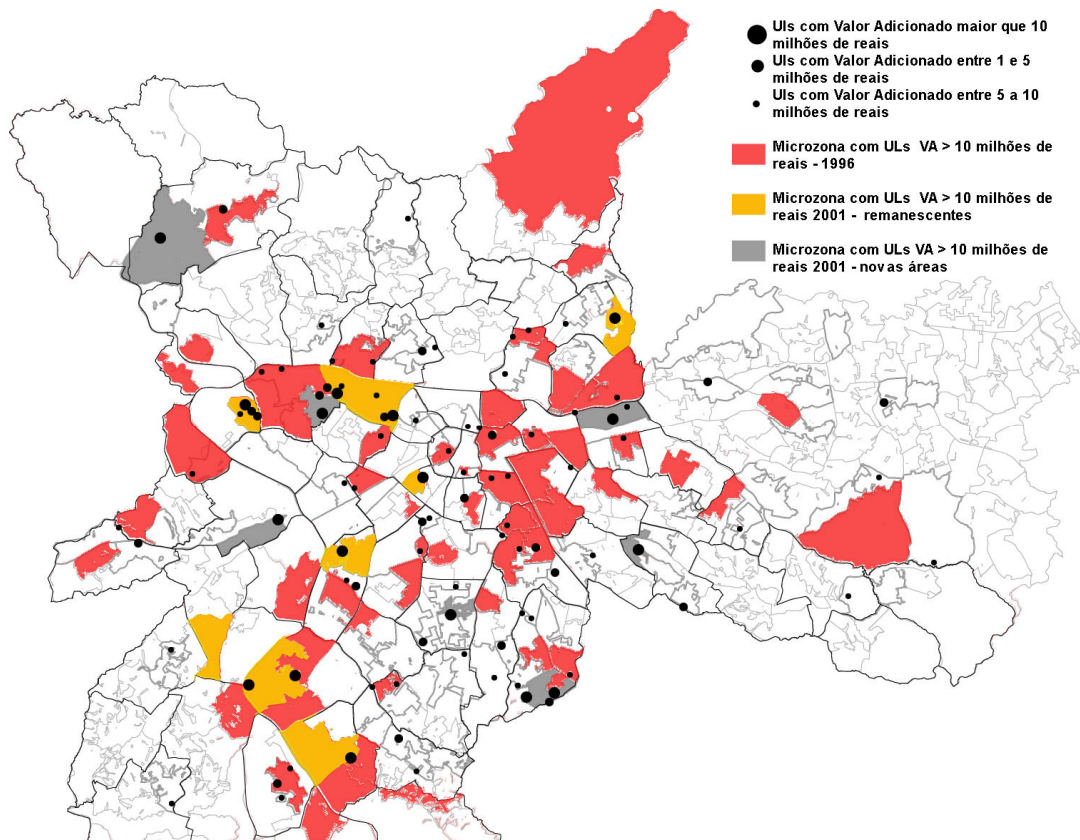 UIs com Valor Adicionado maior que 10
milhões de reais
UIs com Valor Adicionado entre 1 e 5
milhões de reais
UIs com Valor Adicionado entre 5 a 10
milhões de reais
Microzona com ULs VA > 10 milhões de
reais - 1996
Microzona com ULs VA > 10 milhões de
reais 2001 - remanescentes
Microzona com ULs VA > 10 milhões de
reais 2001 - novas áreas